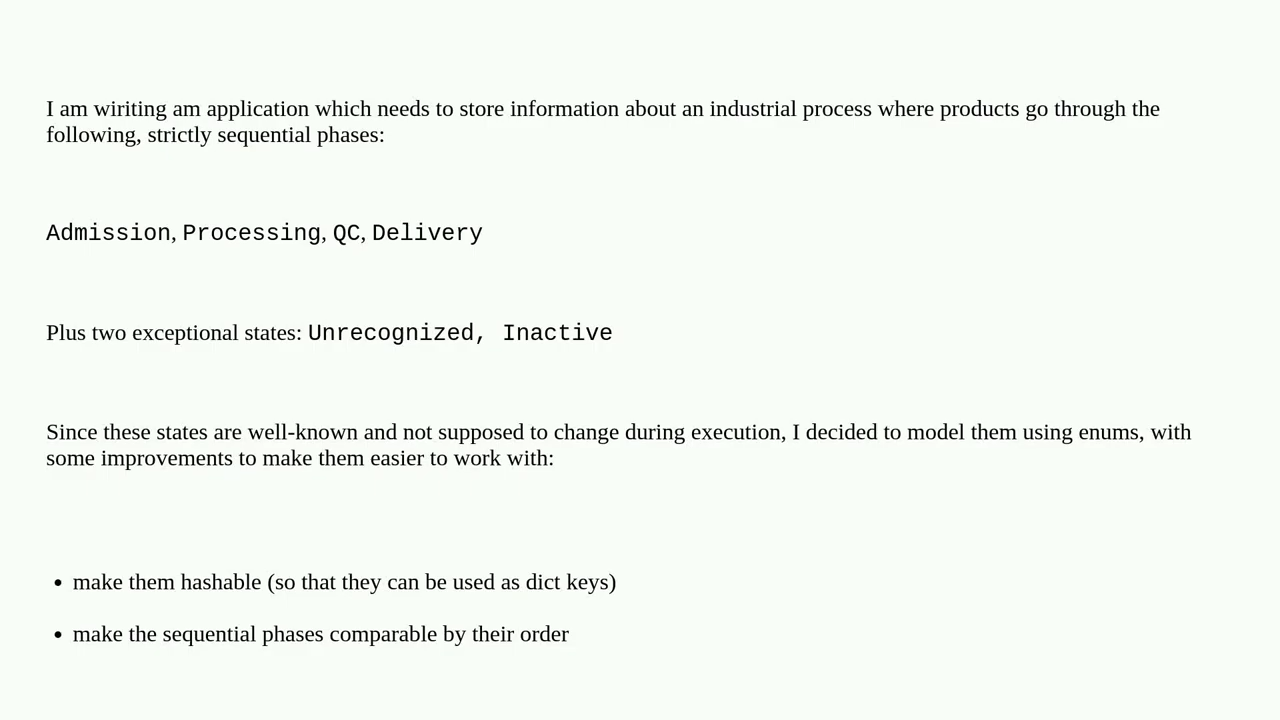 I am wiriting am application which needs to store information about an industrial process where products go through the
following, strictly sequential phases:
Admission, Processing, QC, Delivery
Plus two exceptional states: Unrecognized, Inactive
Since these states are well-known and not supposed to change during execution, I decided to model them using enums, with
some improvements to make them easier to work with:
• make them hashable (so that they can be used as dict keys)
• make the sequential phases comparable by their order